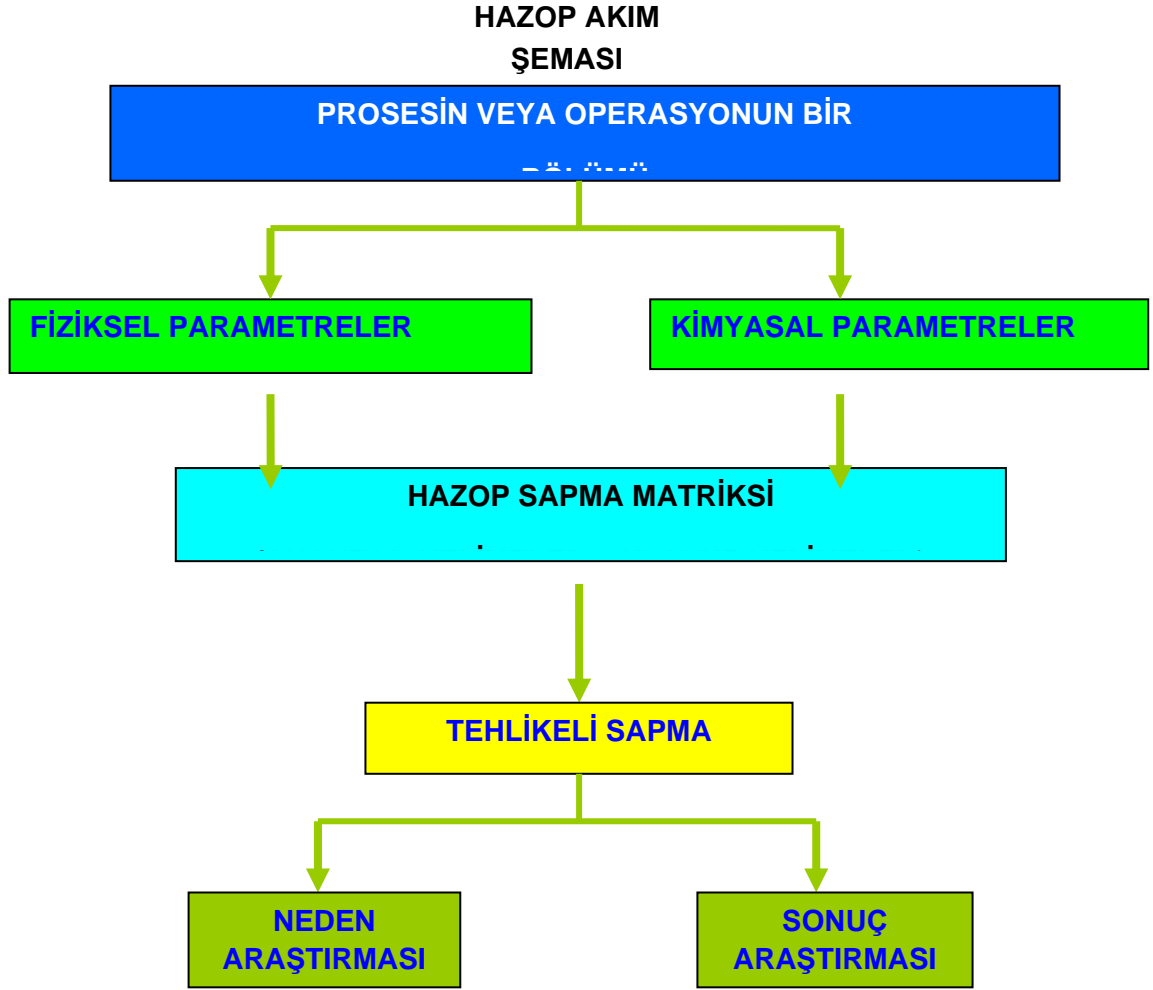 HAZOP AKIM
ŞEMASI
PROSESİN VEYA OPERASYONUN BİR
FİZİKSEL PARAMETRELER
KİMYASAL PARAMETRELER
HAZOP SAPMA MATRİKSİ
TEHLİKELİ SAPMA
NEDEN
ARAŞTIRMASI
SONUÇ
ARAŞTIRMASI